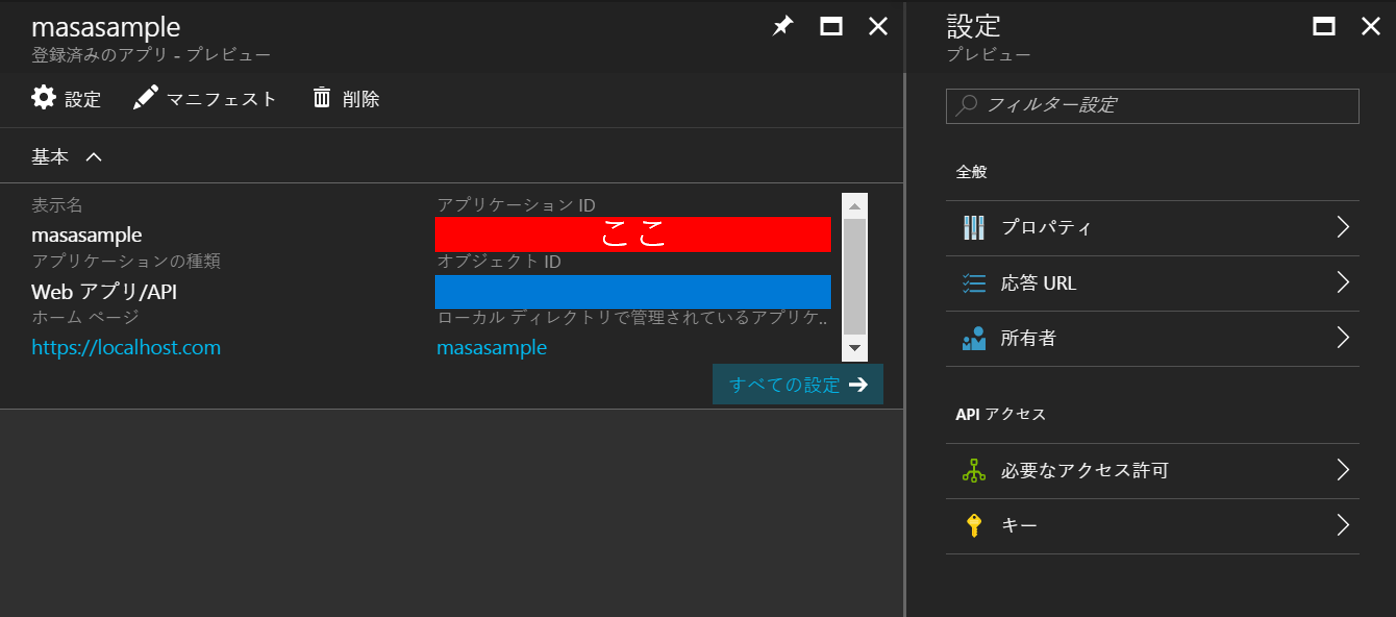 masasample
登録済みのアプリ - プレビュー
設定 マニフェスト 削除
基本
表示名
masasample
アプリケーションの種類
Web アプリ/API
ホーム ページ
https://localhost.com
アプリケーション ID
ここ
オブジェクト ID
ローカル ディレクトリで管理されているアプリケ..
masasample
すべての設定
設定
プレビュー
フィルター設定
全般
プロパティ
応答 URL
所有者
API アクセス
必要なアクセス許可
キー